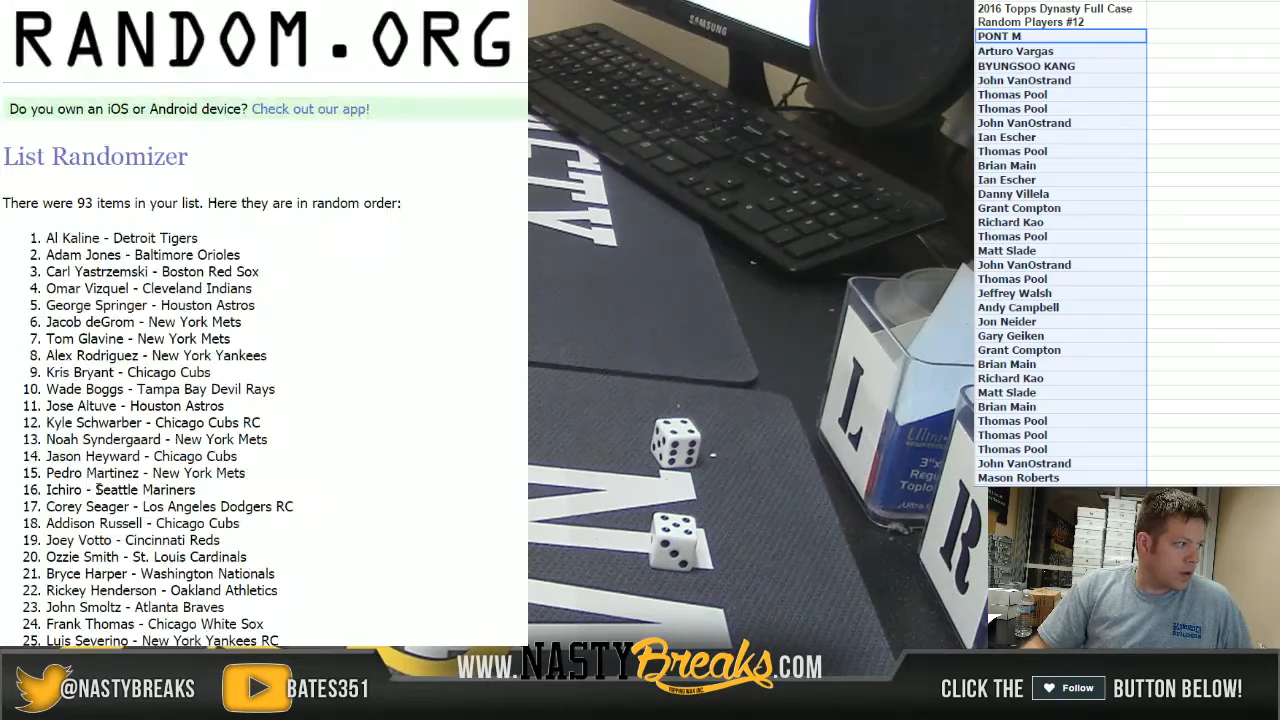 RANDOM.ORG
Do you own an iOS or Android device? Check out our app!
List Randomizer
There were 93 items in your list. Here they are in random order:
1. Al Kaline - Detroit Tigers
2. Adam Jones - Baltimore Orioles
3. Carl Yastrzemski - Boston Red Sox
4. Omar Vizquel - Cleveland Indians
5. George Springer - Houston Astros
6. Jacob deGrom - New York Mets
7. Tom Glavine - New York Mets
8. Alex Rodriguez - New York Yankees
9. Kris Bryant - Chicago Cubs
10. Wade Boggs - Tampa Bay Devil Rays
11. Jose Altuve - Houston Astros
12. Kyle Schwarber - Chicago Cubs RC
13. Noah Syndergaard - New York Mets
14. Jason Heyward - Chicago Cubs
15. Pedro Martinez - New York Mets
16. Ichiro - Seattle Mariners
17. Corey Seager - Los Angeles Dodgers RC
18. Addison Russell - Chicago Cubs
19. Joey Votto - Cincinnati Reds
20. Ozzie Smith - St. Louis Cardinals
21. Bryce Harper - Washington Nationals
22. Rickey Henderson - Oakland Athletics
23. John Smoltz - Atlanta Braves
24. Frank Thomas - Chicago White Sox
25. Luis Severino - New York Yankees RC
SAMSUNG
L
R
Ultra
3"x
2016 Topps Dynasty Full Case
Random Players #12
PONT M
Arturo Vargas
BYUNGSOO KANG
John VanOstrand
Thomas Pool
Thomas Pool
John VanOstrand
Ian Escher
Thomas Pool
Brian Main
Ian Escher
Danny Villela
Grant Compton
Richard Kao
Thomas Pool
Matt Slade
John VanOstrand
Thomas Pool
Jeffrey Walsh
Andy Campbell
Jon Neider
Gary Geiken
Grant Compton
Brian Main
Richard Kao
Matt Slade
Brian Main
Thomas Pool
Thomas Pool
Thomas Pool
John VanOstrand
Mason Roberts
@NASTYBREAKS
BATES351
WWW.NASTYBreaks.COM
CLICK THE Follow BUTTON BELOW!